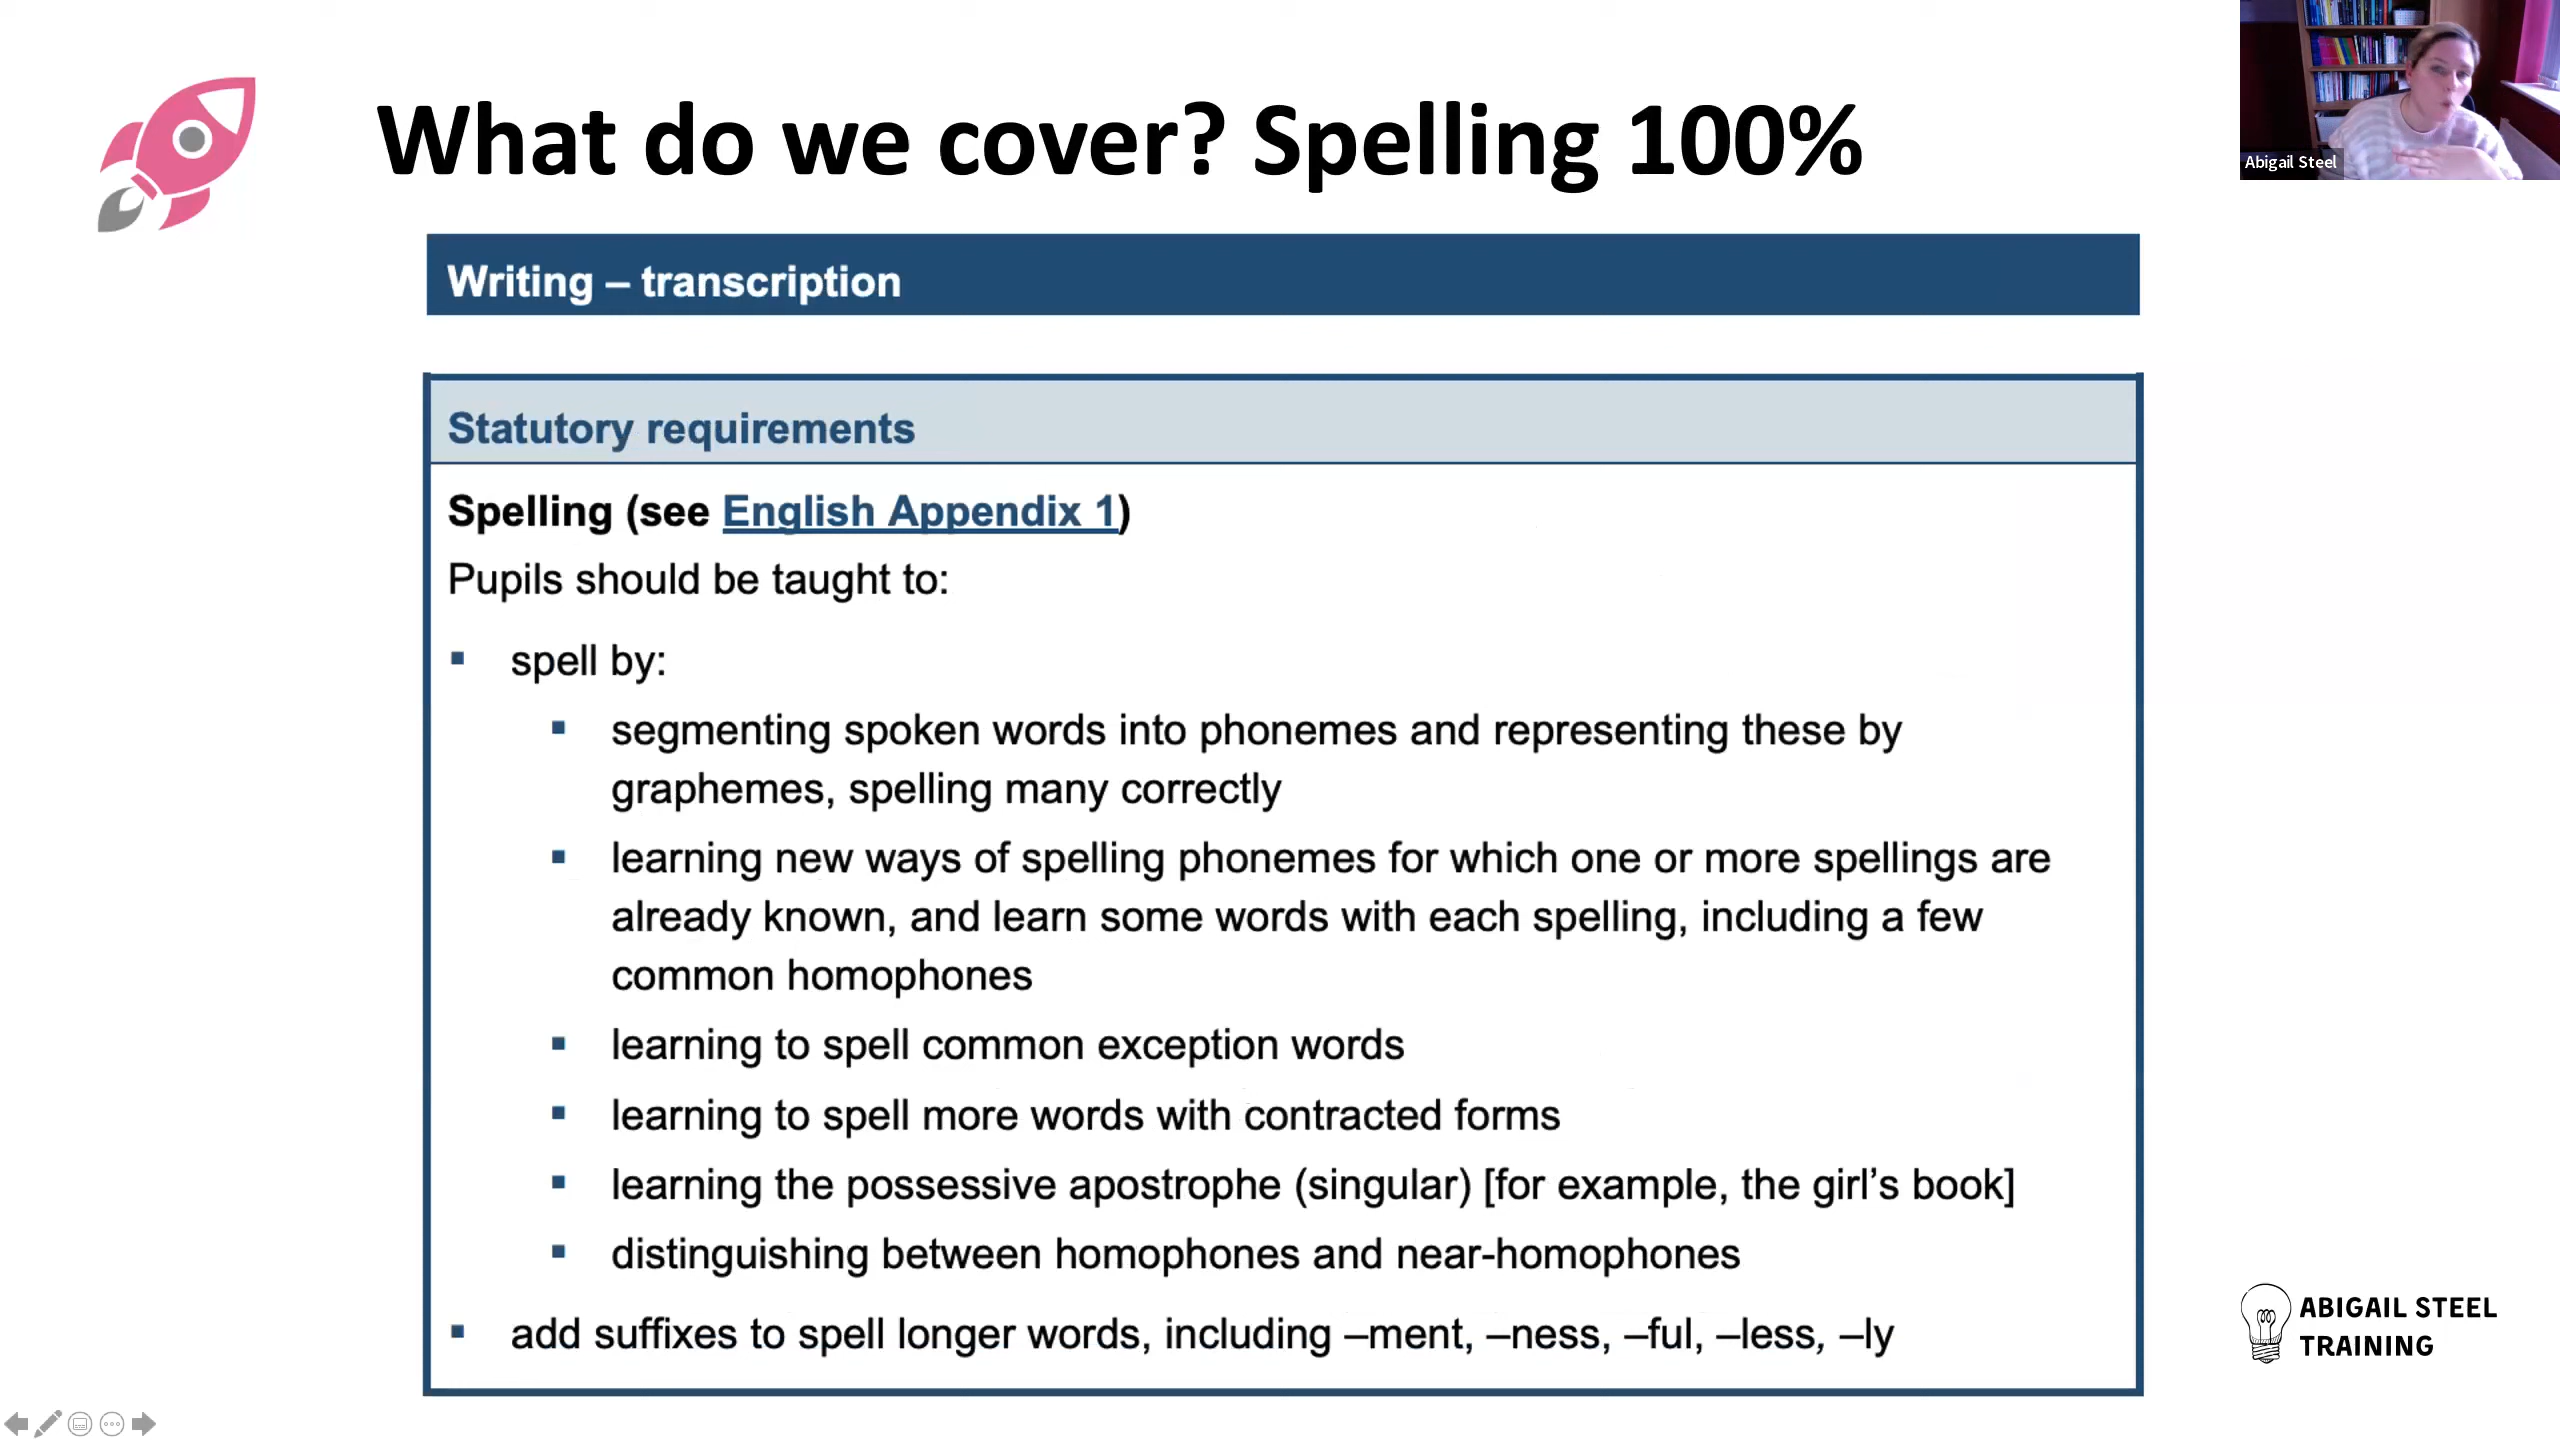 What do we cover? Spelling 100%
Abigail Steel
Writing – transcription
Statutory requirements
Spelling (see English Appendix 1)
Pupils should be taught to:
▪ spell by:
▪ segmenting spoken words into phonemes and representing these by
graphemes, spelling many correctly
▪ learning new ways of spelling phonemes for which one or more spellings are
already known, and learn some words with each spelling, including a few
common homophones
▪ learning to spell common exception words
▪ learning to spell more words with contracted forms
▪ learning the possessive apostrophe (singular) [for example, the girl’s book]
▪ distinguishing between homophones and near-homophones
▪ add suffixes to spell longer words, including –ment, –ness, –ful, –less, –ly
ABIGAIL STEEL
TRAINING